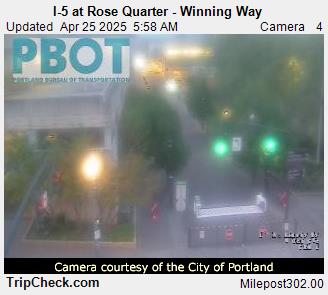 I-5 at Rose Quarter - Winning Way
Updated Apr 25 2025 5:58 AM Camera 4
PBOT
PORTLAND BUREAU OF TRANSPORTATION
Camera courtesy of the City of Portland
TripCheck.com Milepost302.00